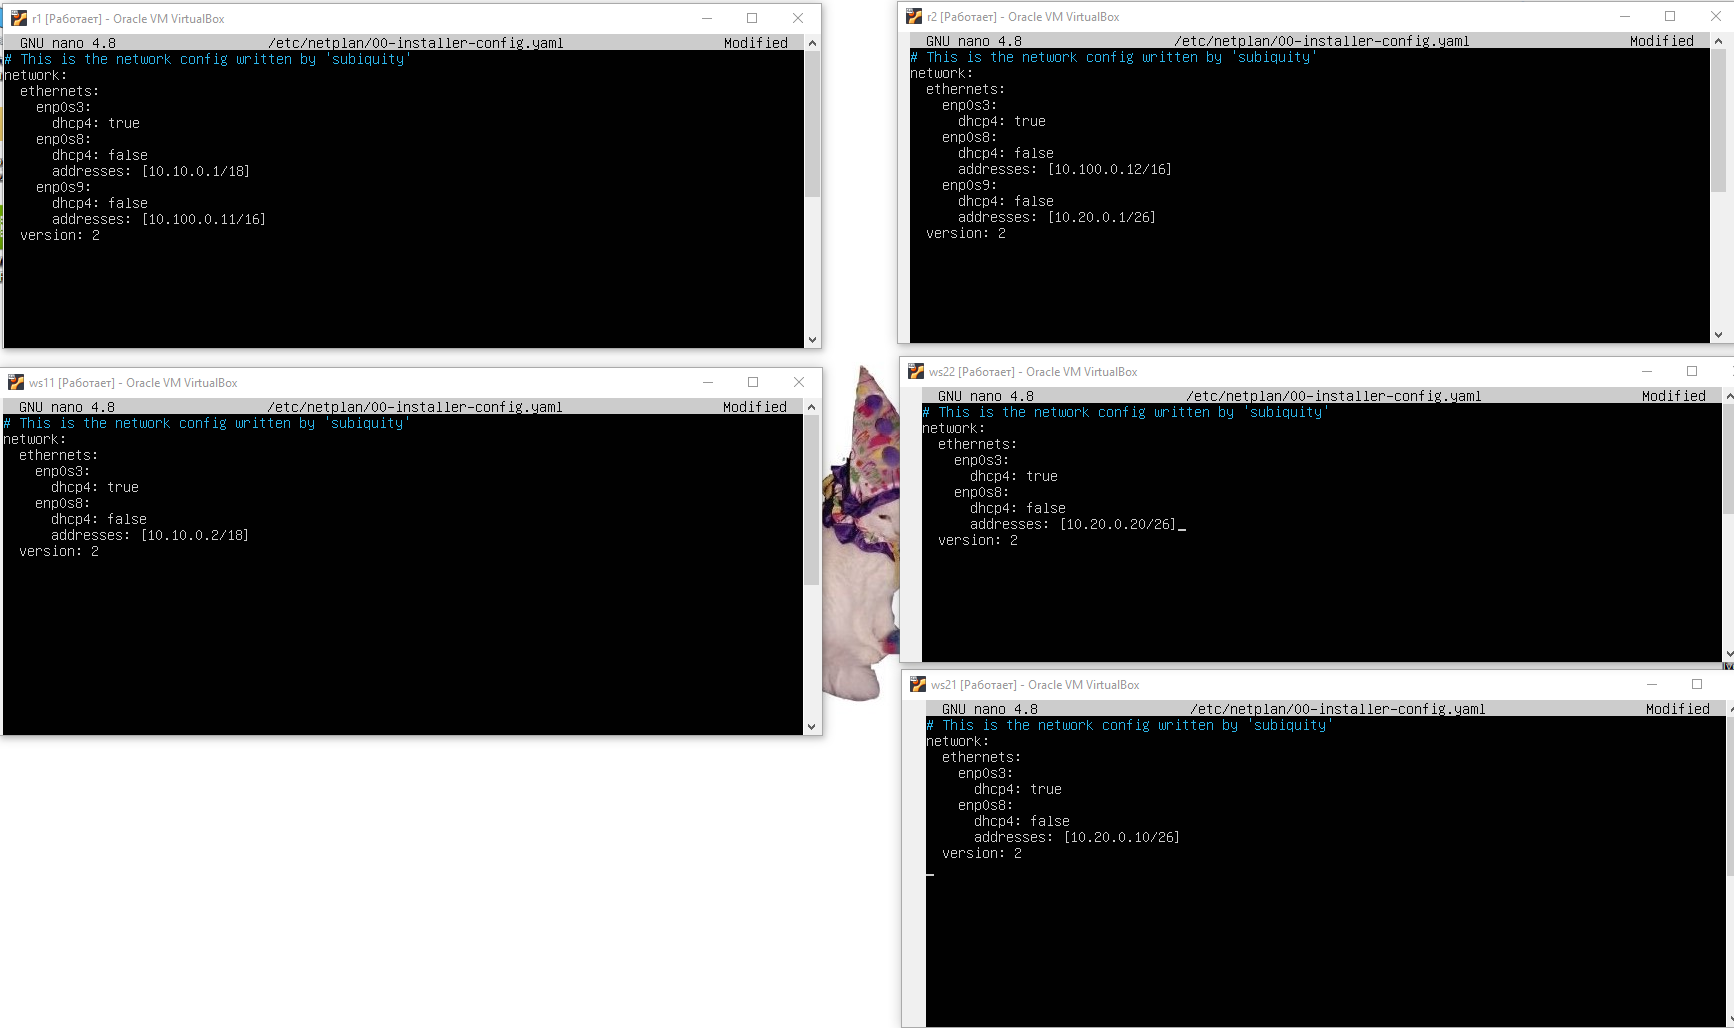 r1 [Работает] - Oracle VM VirtualBox
GNU nano 4.8 /etc/netplan/00-installer-config.yaml Modified
# This is the network config written by 'subiquity'
network:
  ethernets:
    enp0s3:
      dhcp4: true
    enp0s8:
      dhcp4: false
      addresses: [10.10.0.1/18]
    enp0s9:
      dhcp4: false
      addresses: [10.100.0.11/16]
  version: 2
r2 [Работает] - Oracle VM VirtualBox
GNU nano 4.8 /etc/netplan/00-installer-config.yaml Modified
# This is the network config written by 'subiquity'
network:
  ethernets:
    enp0s3:
      dhcp4: true
    enp0s8:
      dhcp4: false
      addresses: [10.100.0.12/16]
    enp0s9:
      dhcp4: false
      addresses: [10.20.0.1/26]
  version: 2
ws11 [Работает] - Oracle VM VirtualBox
GNU nano 4.8 /etc/netplan/00-installer-config.yaml Modified
# This is the network config written by 'subiquity'
network:
  ethernets:
    enp0s3:
      dhcp4: true
    enp0s8:
      dhcp4: false
      addresses: [10.10.0.2/18]
  version: 2
ws22 [Работает] - Oracle VM VirtualBox
GNU nano 4.8 /etc/netplan/00-installer-config.yaml Modified
# This is the network config written by 'subiquity'
network:
  ethernets:
    enp0s3:
      dhcp4: true
    enp0s8:
      dhcp4: false
      addresses: [10.20.0.20/26]
  version: 2
ws21 [Работает] - Oracle VM VirtualBox
GNU nano 4.8 /etc/netplan/00-installer-config.yaml Modified
# This is the network config written by 'subiquity'
network:
  ethernets:
    enp0s3:
      dhcp4: true
    enp0s8:
      dhcp4: false
      addresses: [10.20.0.10/26]
  version: 2